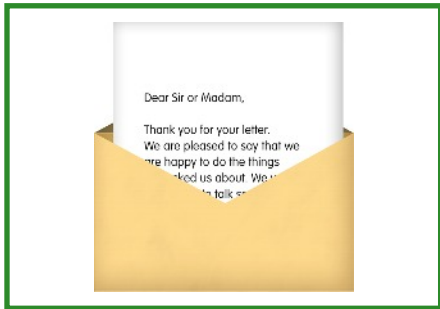 Dear Sir or Madam,
Thank you for your letter.
We are pleased to say that we
are happy to do the things
us about. We
talk